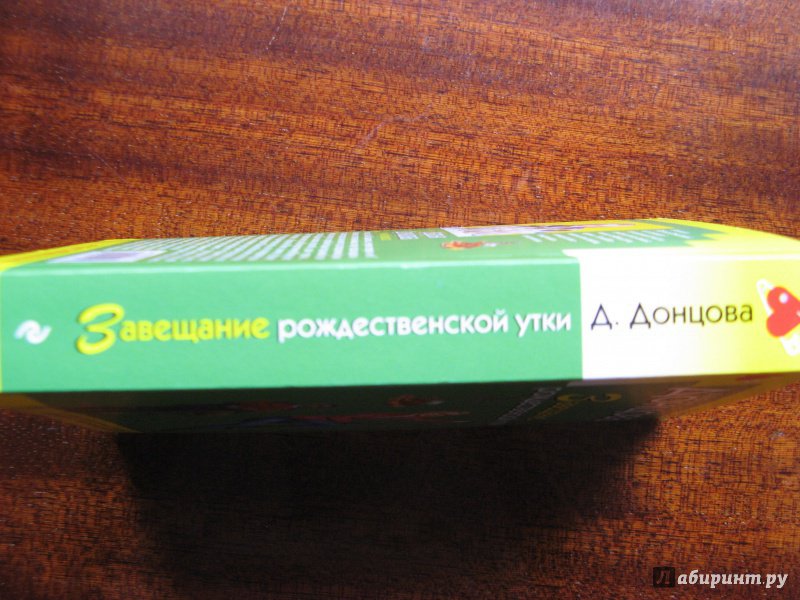 Завещание рождественской утки Д. Донцова
Лабиринт.ру